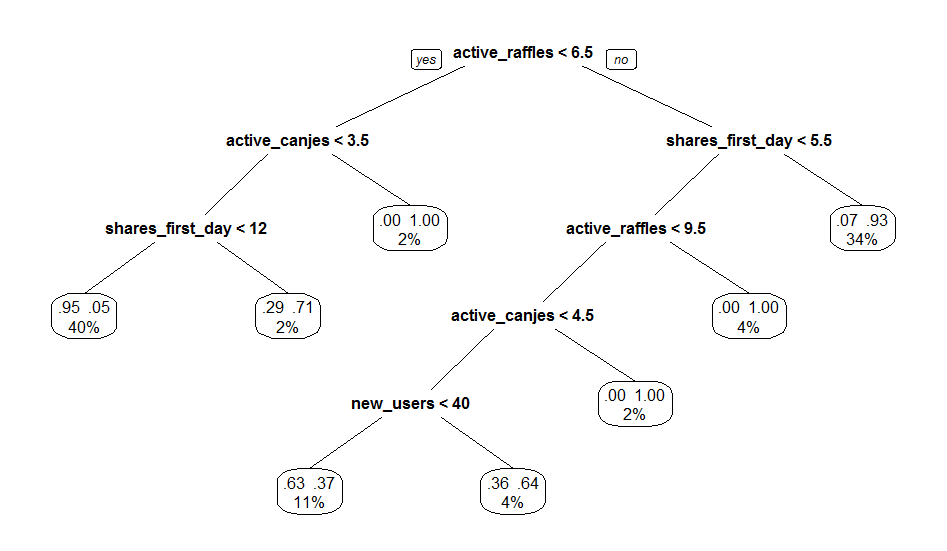 active_raffles < 6.5
yes
no
active_canjes < 3.5
shares_first_day < 5.5
shares_first_day < 12
.00 1.00
2%
active_raffles < 9.5
.07 .93
34%
.95 .05
40%
.29 .71
2%
active_canjes < 4.5
.00 1.00
4%
new_users < 40
.00 1.00
2%
.63 .37
11%
.36 .64
4%